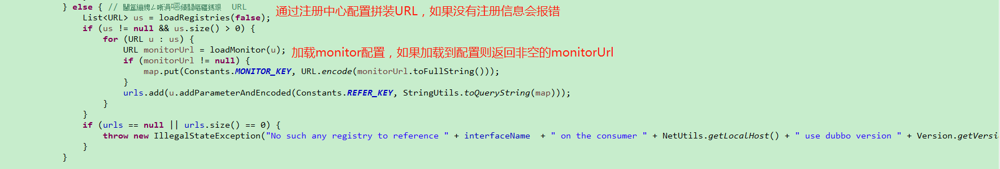 } else { // URL
通过注册中心配置拼装URL，如果没有注册信息会报错
List<URL> us = loadRegistries(false);
if (us != null && us.size() > 0) {
for (URL u : us) {
URL monitorUrl = loadMonitor(u);
加载monitor配置，如果加载到配置则返回非空的monitorUrl
if (monitorUrl != null) {
map.put(Constants.MONITOR_KEY, URL.encode(monitorUrl.toFullString()));
}
urls.add(u.addParameterAndEncoded(Constants.REFER_KEY, StringUtils.toQueryString(map)));
}
}
if (urls == null || urls.size() == 0) {
throw new IllegalStateException("No such any registry to reference " + interfaceName  + " on the consumer " + NetUtils.getLocalHost() + " use dubbo version " + Version.getVersi
}
}